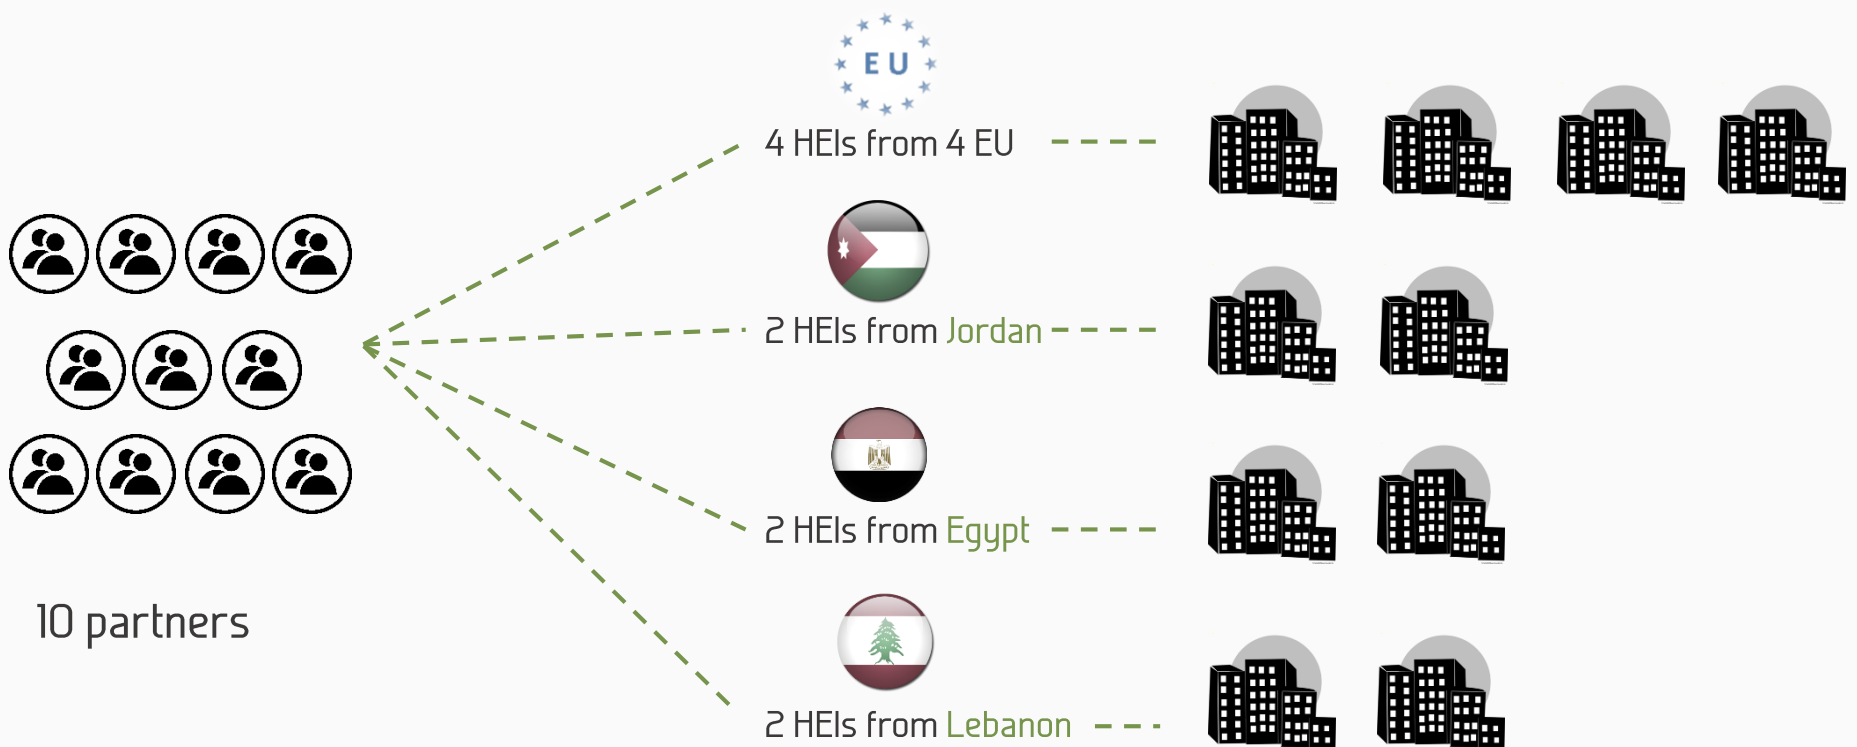 EU
4 HEIs from 4 EU
2 HEIs from Jordan
2 HEIs from Egypt
10 partners
2 HEIs from Lebanon